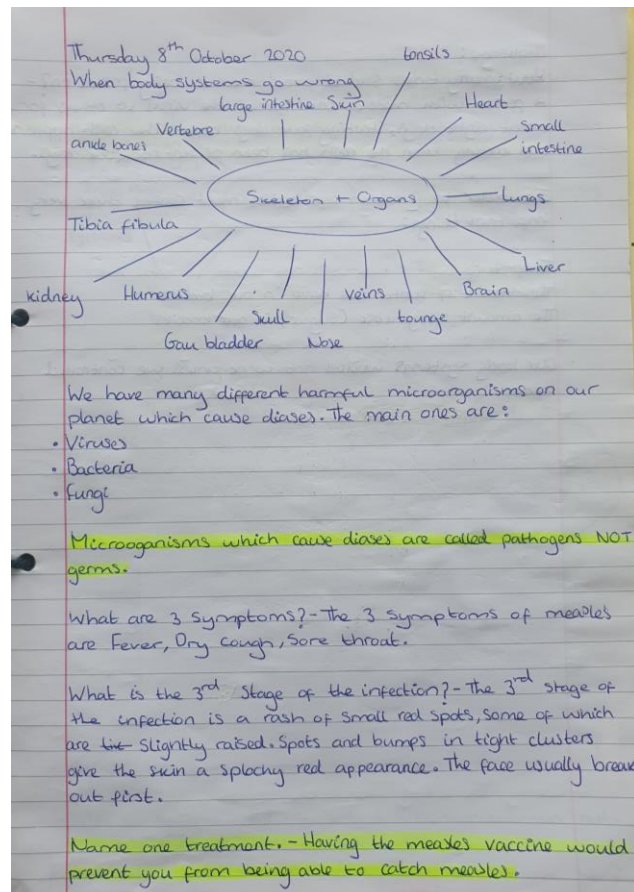 Thursday 8th October 2020
When body systems go wrong
tonsils
large intestine
Skin
Heart
Vertebre
Small
intestine
ankle bones
Skeleton + Organs
Lungs
Tibia fibula
Liver
kidney
Humerus
Skull
veins
Brain
Gall bladder
Nose
tounge
We have many different harmful microorganisms on our
planet which cause diases. The main ones are:
• Viruses
• Bacteria
• Fungi
Microoganisms which cause diases are called pathogens NOT
germs.
What are 3 symptoms? - The 3 symptoms of measles
are Fever, Dry cough, Sore throat.
What is the 3rd Stage of the infection? - The 3rd stage of
the infection is a rash of small red spots, some of which
are slightly raised. Spots and bumps in tight clusters
give the skin a splochy red appearance. The face usually break
out first.
Name one treatment. - Having the measles vaccine would
prevent you from being able to catch measles.